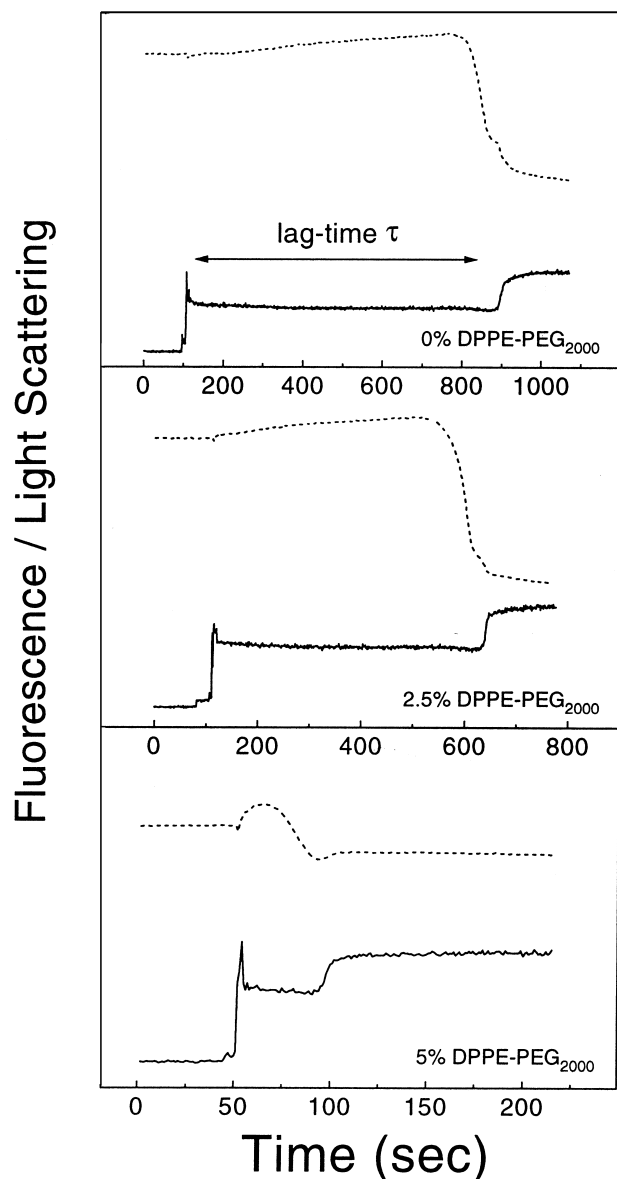 Fluorescence / Light Scattering
lag-time τ
0% DPPE-PEG2000
0 200 400 600 800 1000
2.5% DPPE-PEG2000
0 200 400 600 800
5% DPPE-PEG2000
0 50 100 150 200
Time (sec)